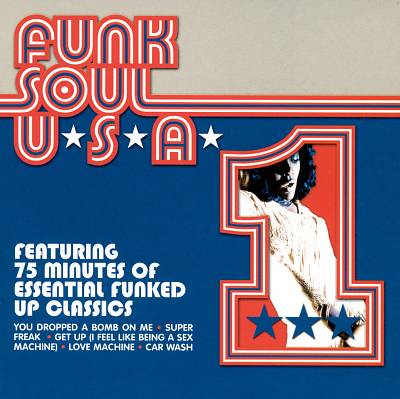 FUNK
SOUL
U★S★A★
1
FEATURING
75 MINUTES OF
ESSENTIAL FUNKED
UP CLASSICS
YOU DROPPED A BOMB ON ME • SUPER
FREAK • GET UP (I FEEL LIKE BEING A SEX
MACHINE) • LOVE MACHINE • CAR WASH